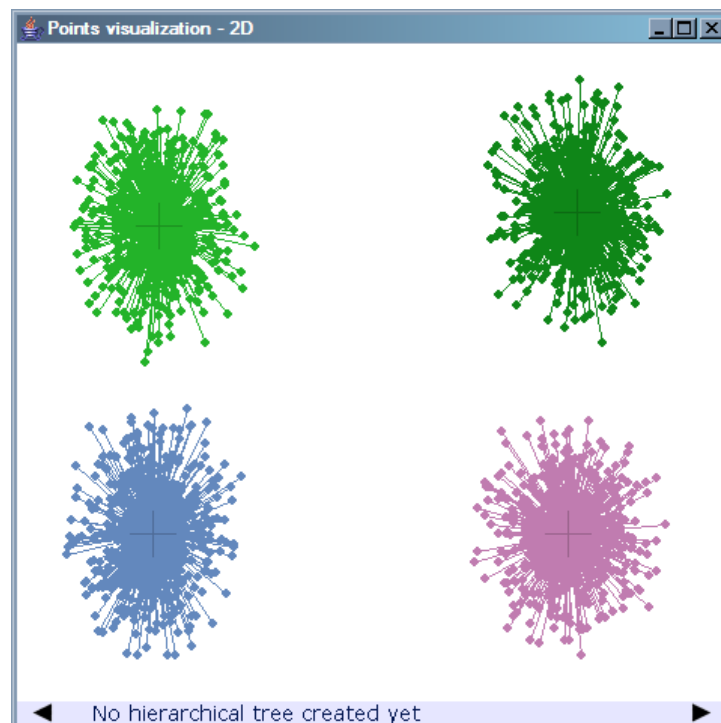 Points visualization - 2D
No hierarchical tree created yet